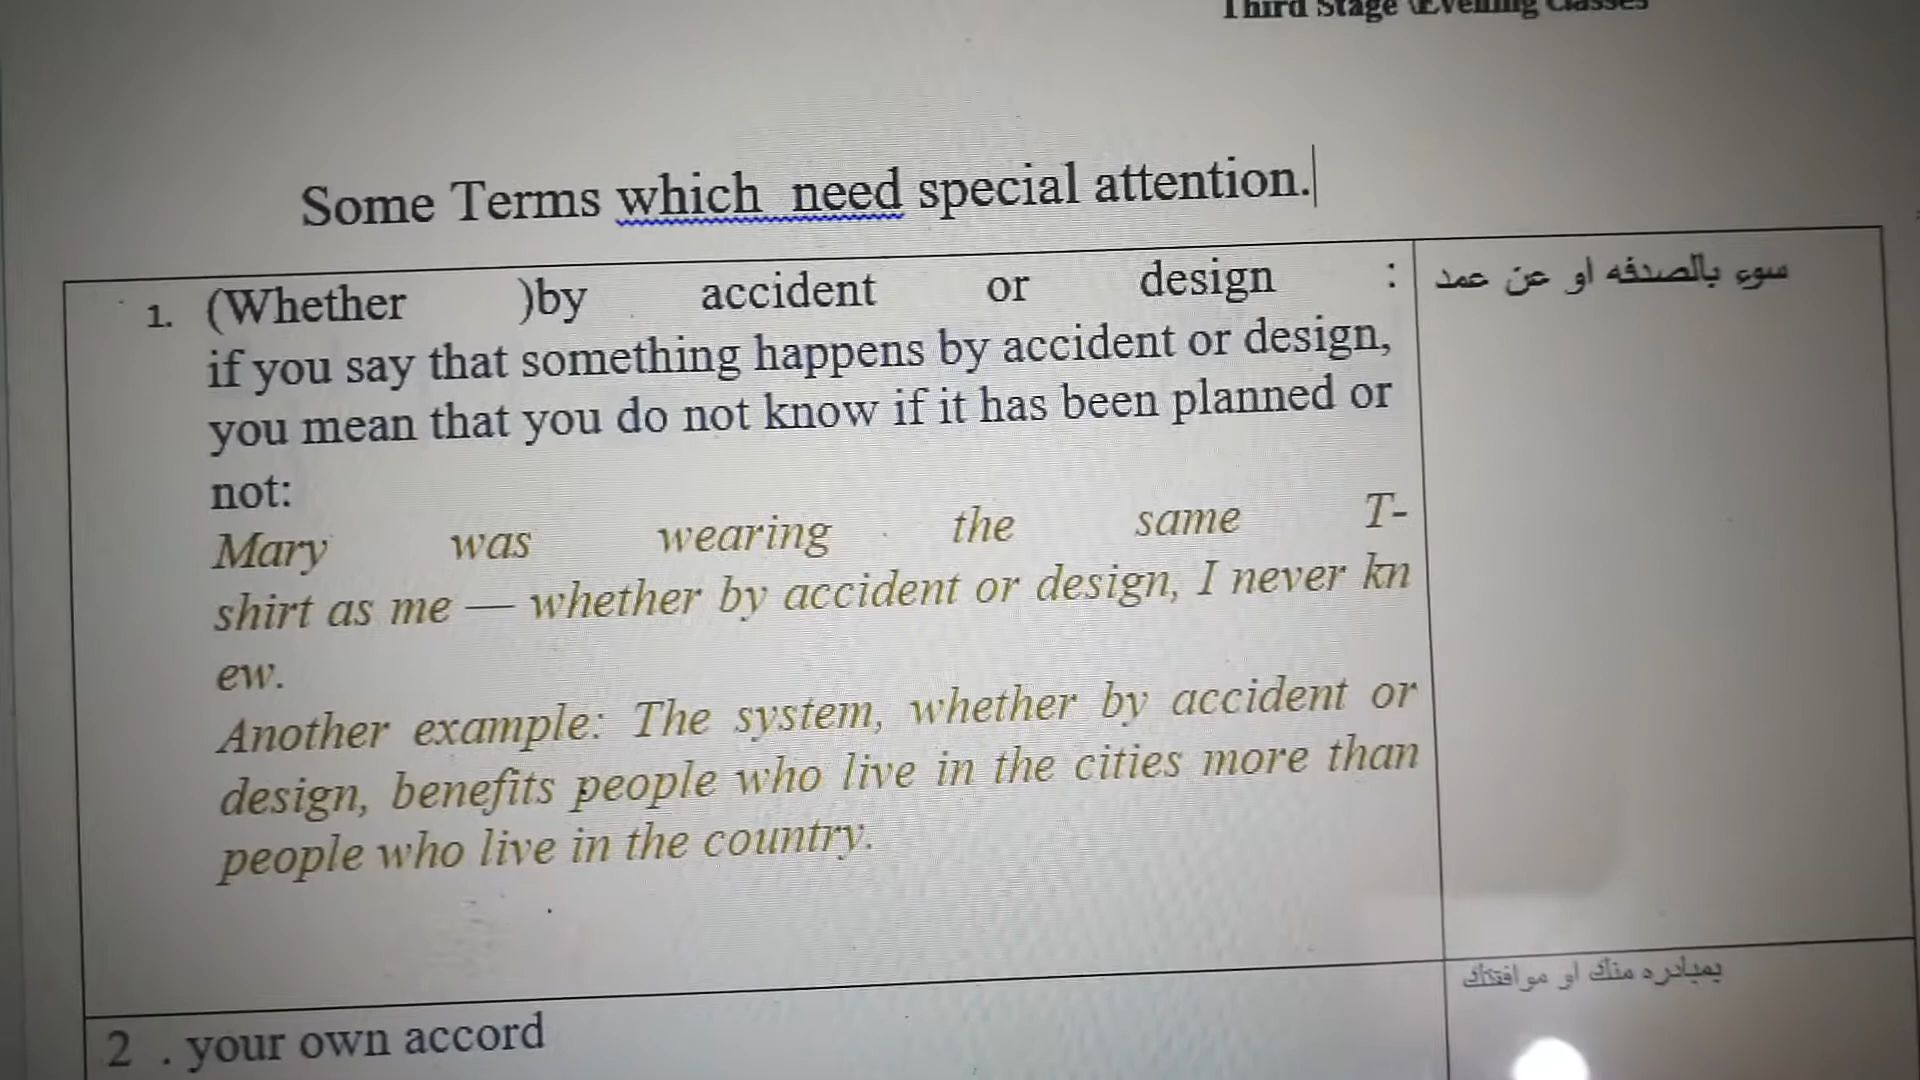 Third Stage \Evening Classes
Some Terms which need special attention.
1. (Whether )by accident or design :
سوء بالصدفه او عن عمد
if you say that something happens by accident or design,
you mean that you do not know if it has been planned or
not:
Mary was wearing the same T-
shirt as me — whether by accident or design, I never kn
ew.
Another example: The system, whether by accident or
design, benefits people who live in the cities more than
people who live in the country.
2 . your own accord
بمبادره منك او موافقتك